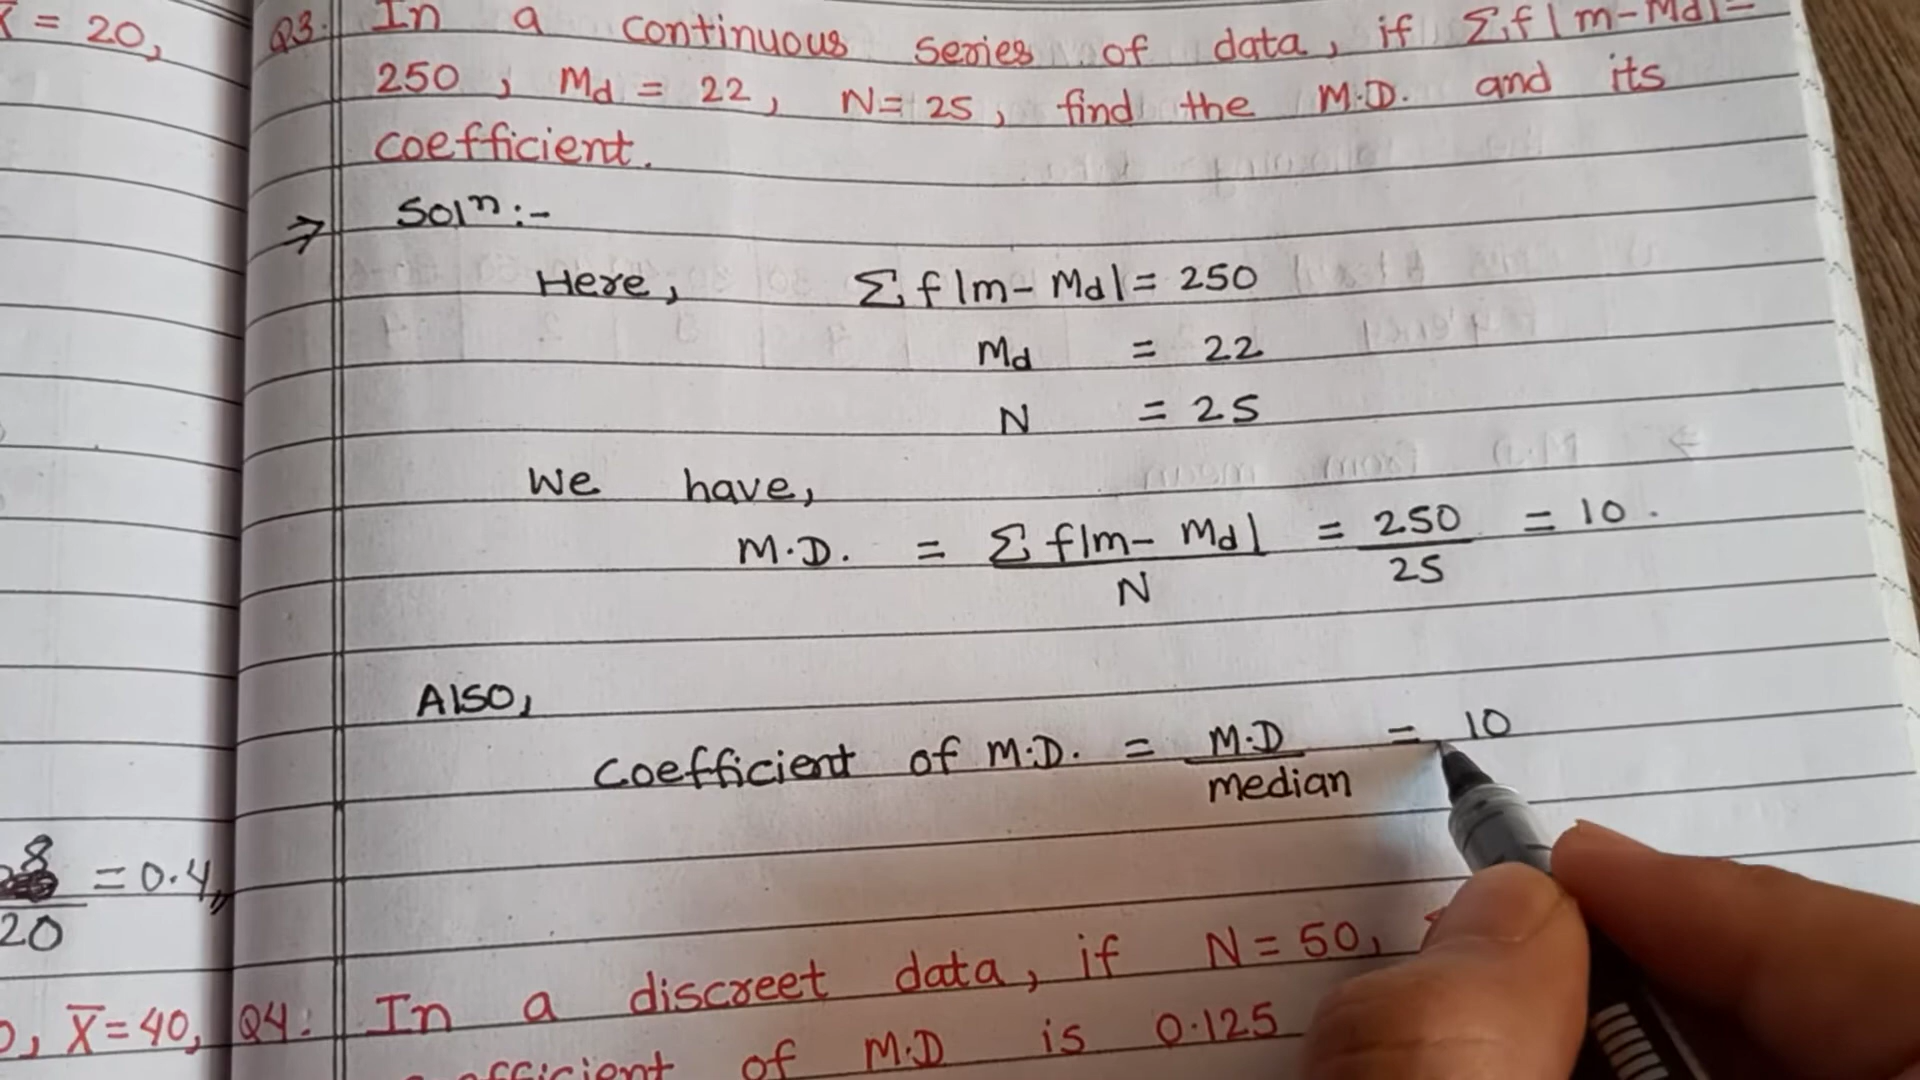 x̄ = 20,
8
20 = 0.4,,
, X̄ = 40,
Q3. In a continuous series of data, if Σf|m-Md|=
250, Md = 22, N = 25, find the M.D. and its
coefficient.
⇒ Solⁿ:-
Here, Σf|m-Md| = 250
Md = 22
N = 25
We have,
M.D. = Σf|m-Md| / N = 250 / 25 = 10.
Also,
coefficient of M.D. = M.D / median = 10
Q4: In a discreet data, if N = 50,
of M.D is 0.125